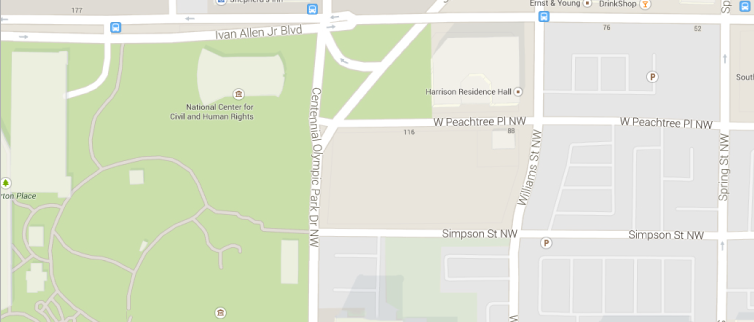 177
Shepherd's Inn
Ernst & Young
DrinkShop
Ivan Allen Jr Blvd
76
52
National Center for
Civil and Human Rights
Harrison Residence Hall
P
South
W Peachtree Pl NW
W Peachtree Pl NW
116
88
Centennial Olympic Park Dr NW
Williams St NW
Spring St NW
rton Place
Simpson St NW
Simpson St NW
P
W
Sp